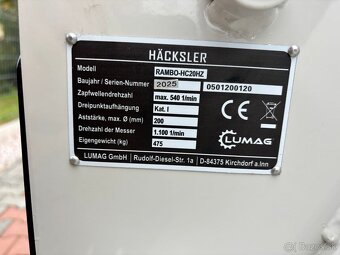 HÄCKSLER
Modell RAMBO-HC20HZ
Baujahr / Serien-Nummer 2025 0501200120
Zapfwellendrehzahl max. 540 1/min
Dreipunktaufhängung Kat. I
Aststärke, max. Ø (mm) 200
Drehzahl der Messer 1.100 1/min
Eigengewicht (kg) 475
CE
LUMAG
LUMAG GmbH | Rudolf-Diesel-Str. 1a | D-84375 Kirchdorf a.Inn